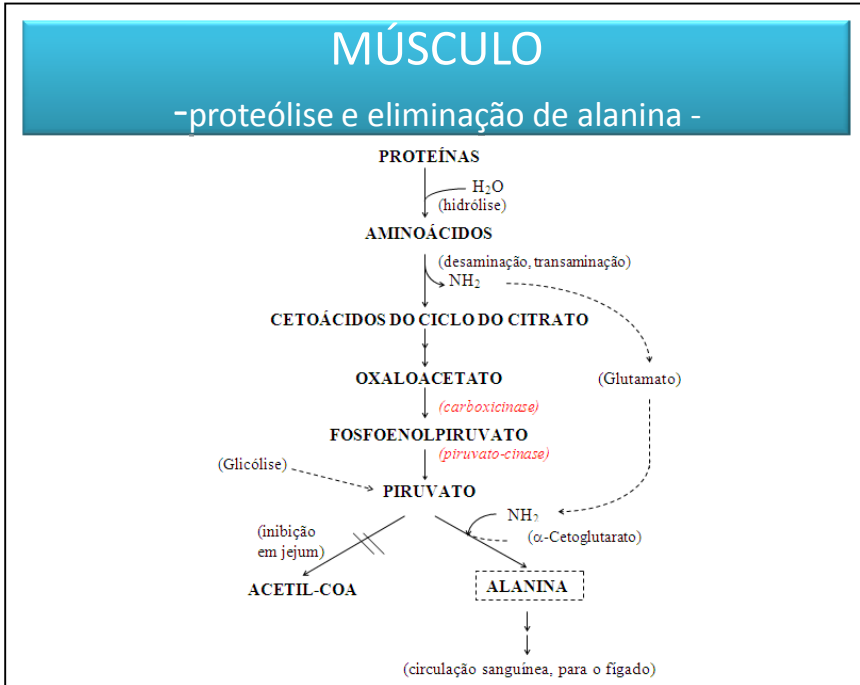 MÚSCULO
-proteólise e eliminação de alanina -
PROTEÍNAS
H₂O
(hidrólise)
AMINOÁCIDOS
(desaminação, transaminação)
NH₂
CETOÁCIDOS DO CICLO DO CITRATO
OXALOACETATO
(Glutamato)
(carboxicinase)
FOSFOENOLPIRUVATO
(piruvato-cinase)
(Glicólise)
PIRUVATO
NH₂
(inibição
em jejum)
(α-Cetoglutarato)
ACETIL-COA
ALANINA
(circulação sanguínea, para o fígado)